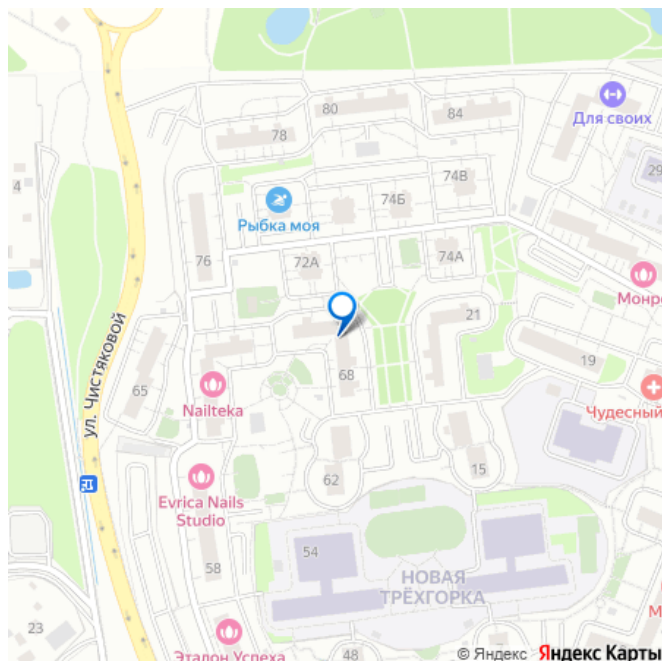 80
84
Для своих
78
4
74В
29
74Б
Рыбка моя
76
72А
74А
Монро
21
ул. Чистяковой
19
65
68
Nailteka
Чудесный
62
15
Evrica Nails
Studio
54
58
НОВАЯ
ТРЁХГОРКА
23
Эталон Успеха
48
М
© Яндекс Яндекс Карты